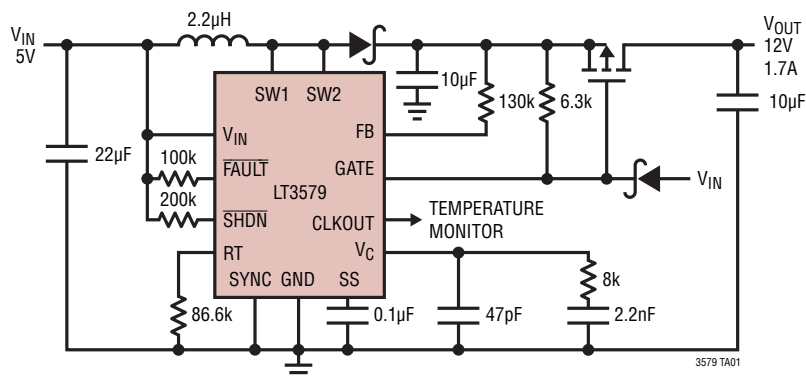 2.2µH
VIN
5V
VOUT
12V
1.7A
SW1 SW2
10µF
130k
6.3k
10µF
VIN
FB
22µF
100k
FAULT
GATE
VIN
LT3579
200k
SHDN
CLKOUT
TEMPERATURE
MONITOR
RT
VC
SYNC GND SS
8k
86.6k
0.1µF
47pF
2.2nF
3579 TA01